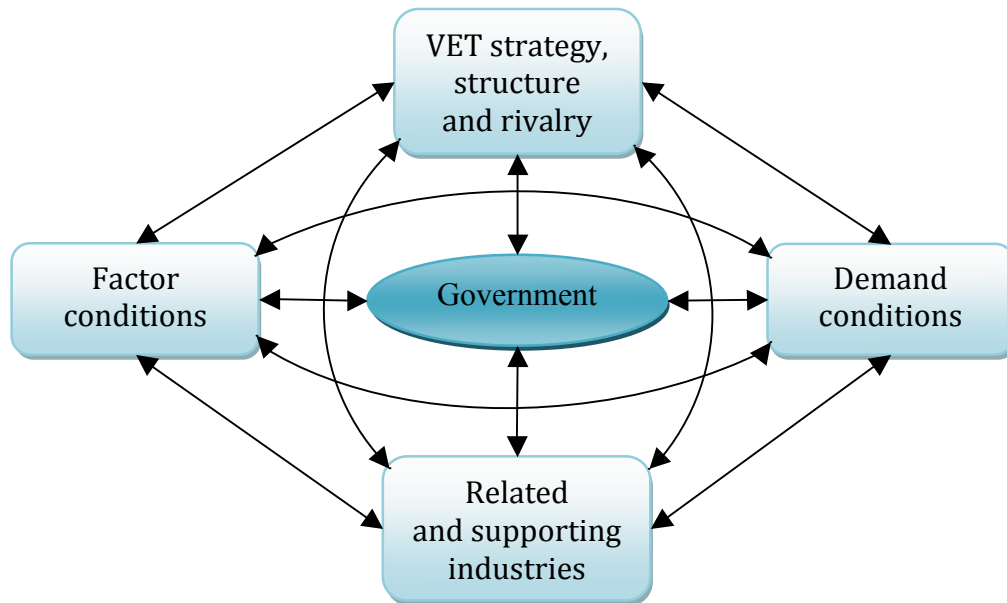 VET strategy,
structure
and rivalry
Factor
conditions
Government
Demand
conditions
Related
and supporting
industries